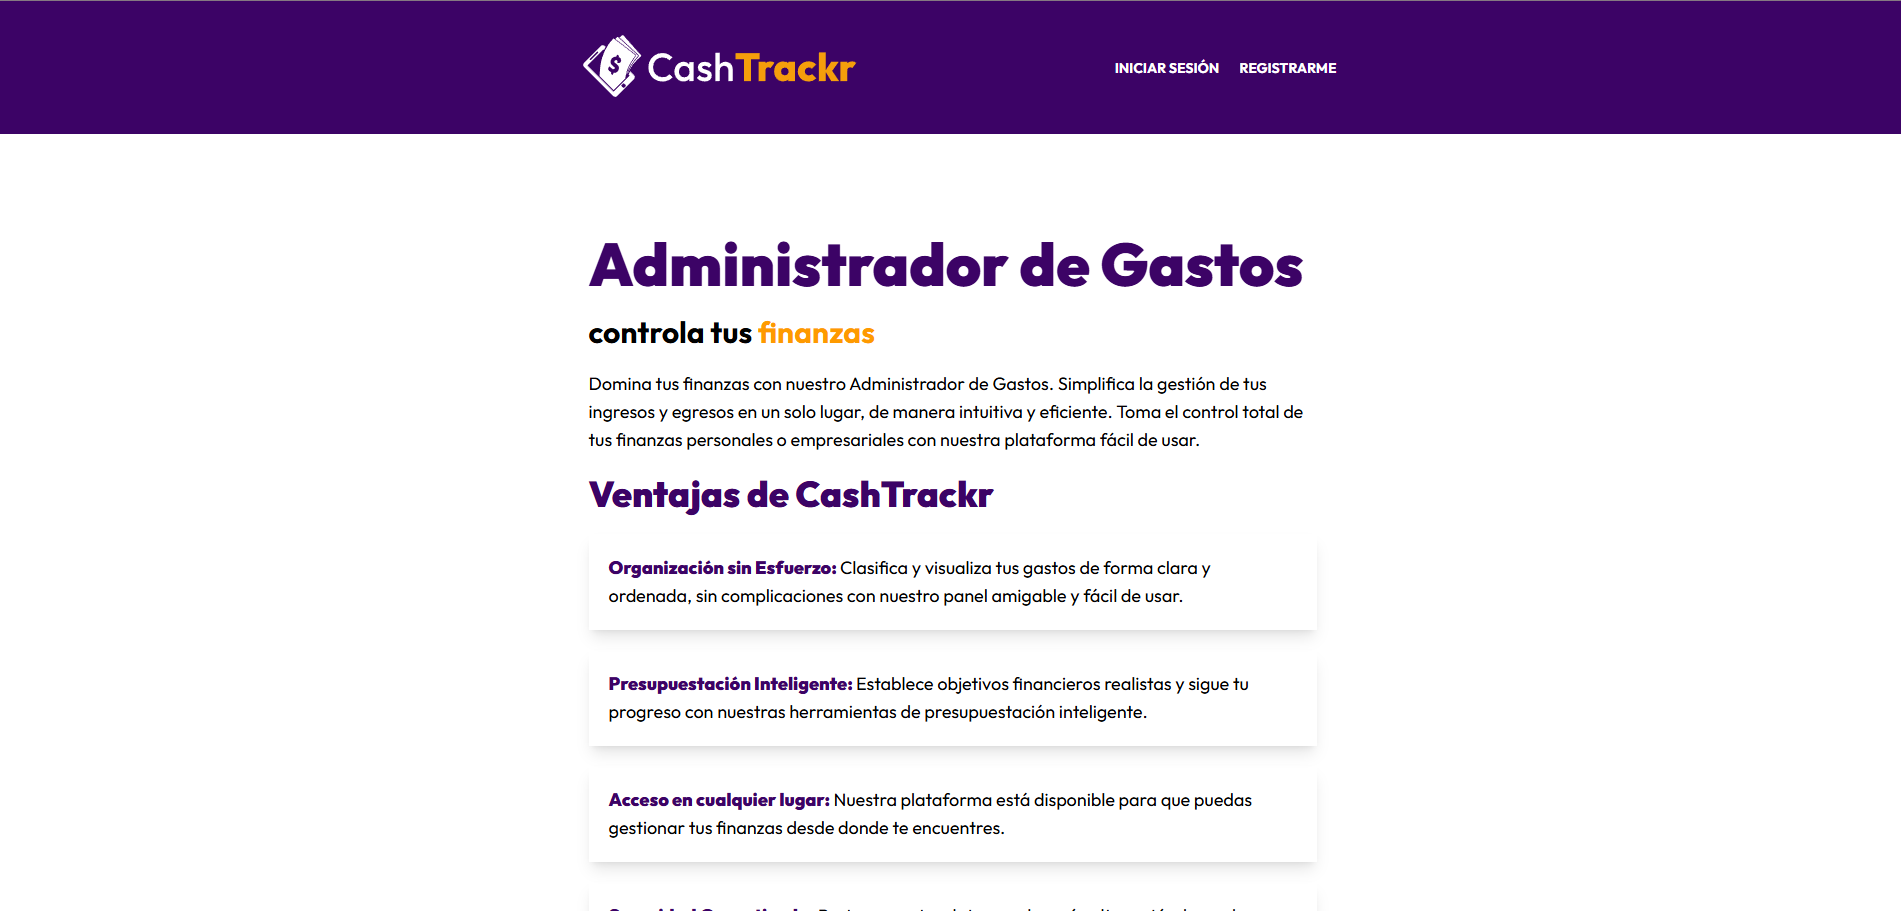 CashTrackr
INICIAR SESIÓN REGISTRARME
Administrador de Gastos
controla tus finanzas
Domina tus finanzas con nuestro Administrador de Gastos. Simplifica la gestión de tus
ingresos y egresos en un solo lugar, de manera intuitiva y eficiente. Toma el control total de
tus finanzas personales o empresariales con nuestra plataforma fácil de usar.
Ventajas de CashTrackr
Organización sin Esfuerzo: Clasifica y visualiza tus gastos de forma clara y
ordenada, sin complicaciones con nuestro panel amigable y fácil de usar.
Presupuestación Inteligente: Establece objetivos financieros realistas y sigue tu
progreso con nuestras herramientas de presupuestación inteligente.
Acceso en cualquier lugar: Nuestra plataforma está disponible para que puedas
gestionar tus finanzas desde donde te encuentres.